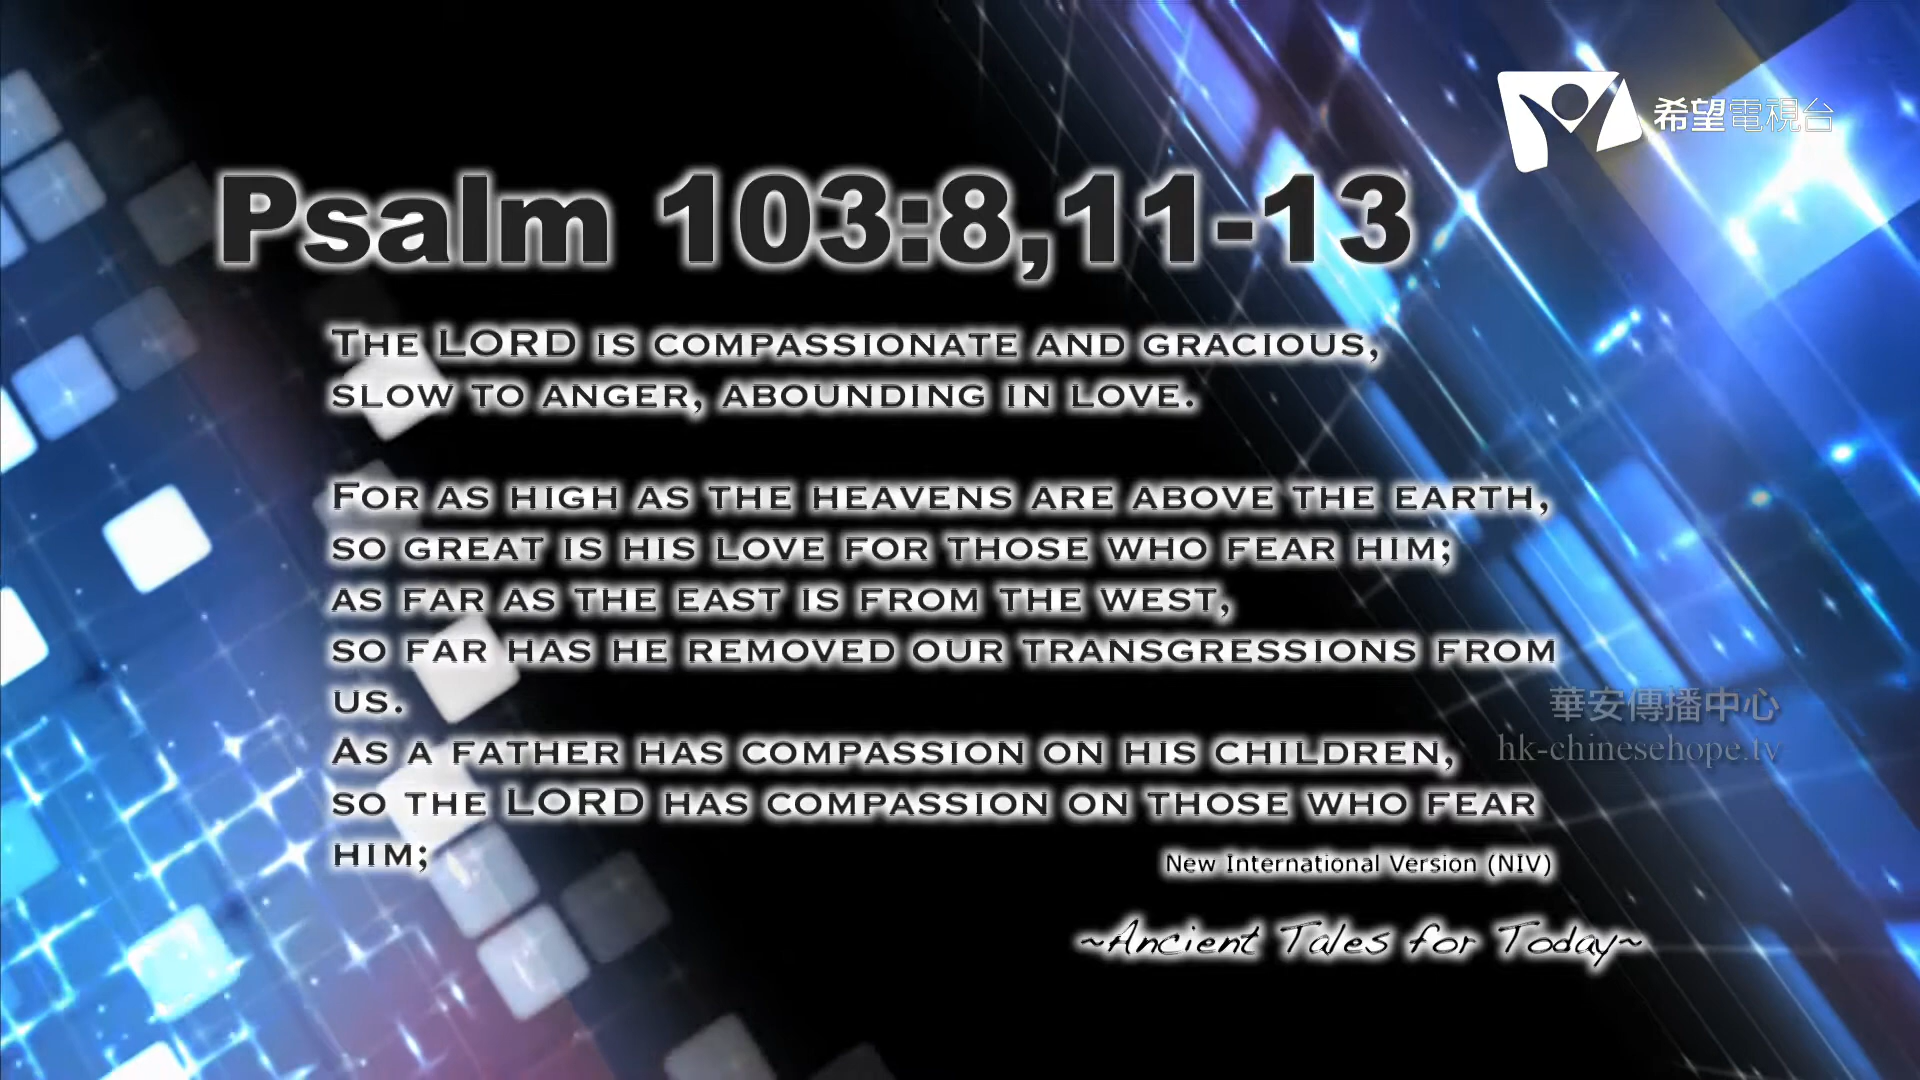 希望電視台
Psalm 103:8,11-13
The LORD is compassionate and gracious,
slow to anger, abounding in love.
For as high as the heavens are above the earth,
so great is his love for those who fear him;
as far as the east is from the west,
so far has he removed our transgressions from
us.
As a father has compassion on his children,
so the LORD has compassion on those who fear
him;
華安傳播中心
hk-chinesehope.tv
New International Version (NIV)
~Ancient Tales for Today~